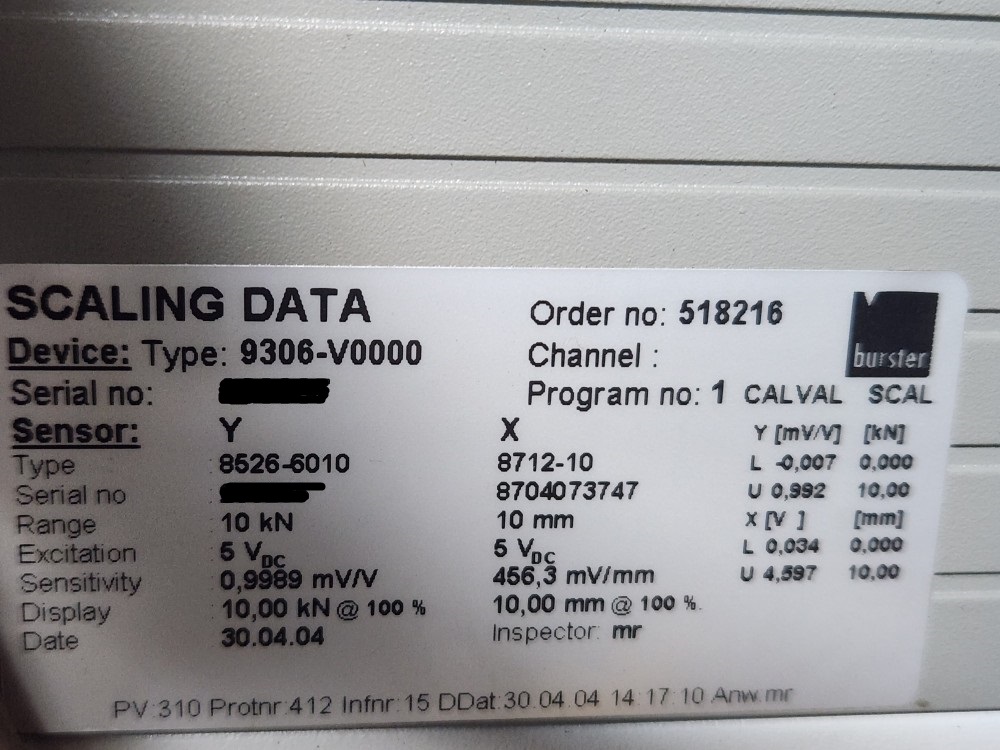 SCALING DATA Order no: 518216 burster
Device: Type: 9306-V0000 Channel :
Serial no: Program no: 1 CALVAL SCAL
Sensor: Y X Y [mV/V] [kN]
Type : 8526-6010 8712-10 L -0,007 0,000
Serial no : 8704073747 U 0,992 10,00
Range : 10 kN 10 mm X [V ] [mm]
Excitation : 5 VDC 5 VDC L 0,034 0,000
Sensitivity : 0,9989 mV/V 456,3 mV/mm U 4,597 10,00
Display : 10,00 kN @ 100 % 10,00 mm @ 100 %.
Date : 30.04.04 Inspector: mr
PV:310 Protnr:412 Infnr:15 DDat:30.04.04 14:17:10 Anw.mr